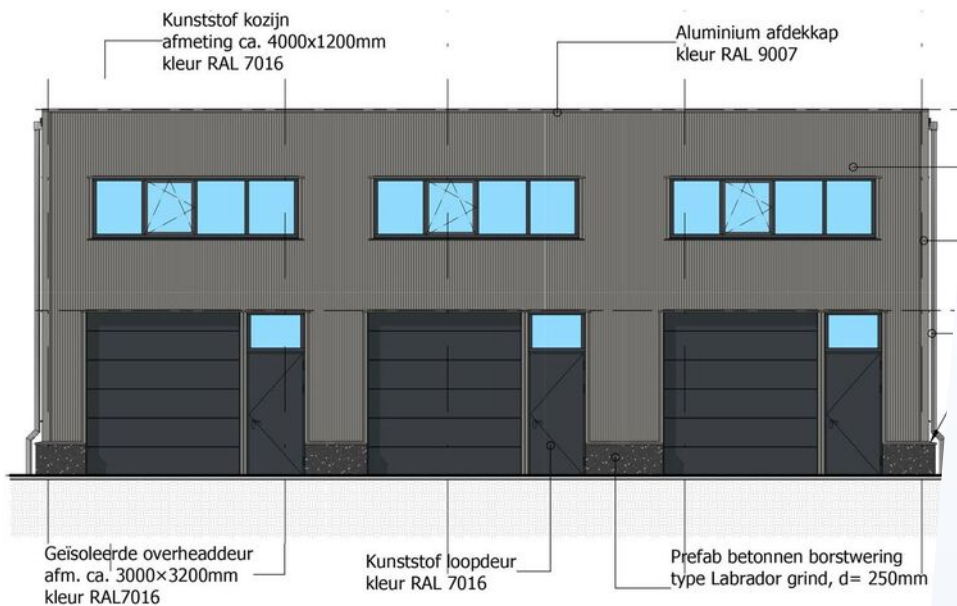 Kunststof kozijn
afmeting ca. 4000x1200mm
kleur RAL 7016
Aluminium afdekkap
kleur RAL 9007
Geïsoleerde overheaddeur
afm. ca. 3000×3200mm
kleur RAL7016
Kunststof loopdeur
kleur RAL 7016
Prefab betonnen borstwering
type Labrador grind, d= 250mm